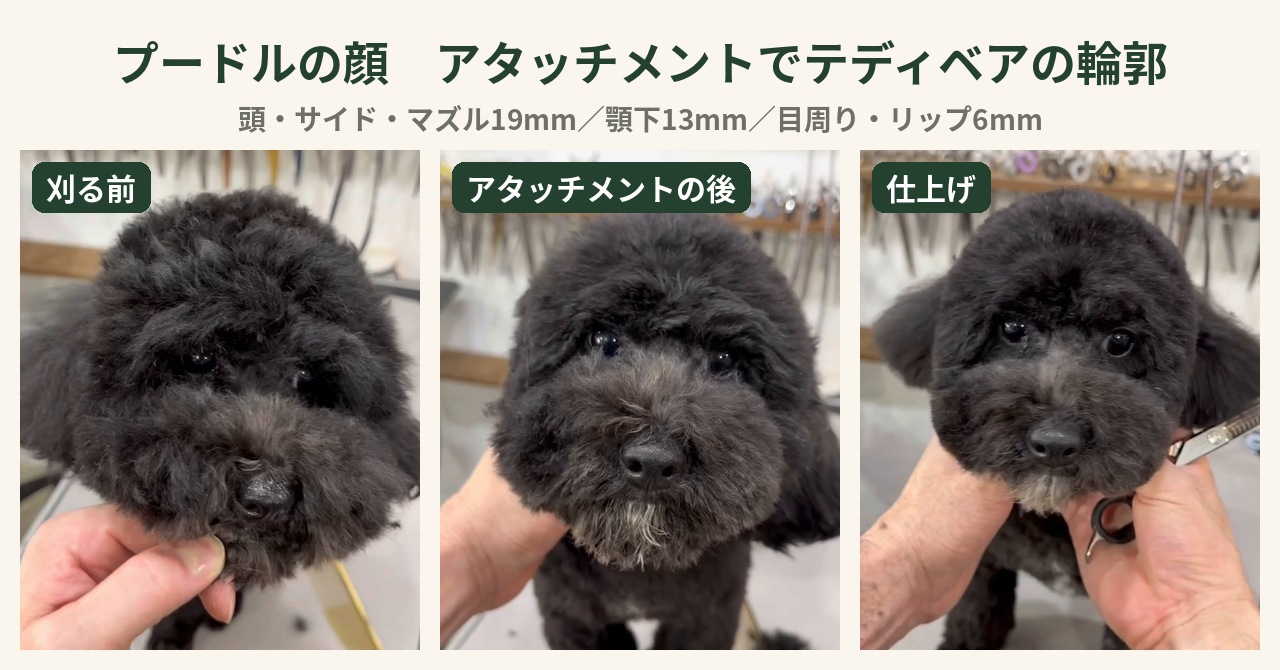 プードルの顔　アタッチメントでテディベアの輪郭
頭・サイド・マズル19mm／顎下13mm／目周り・リップ6mm
刈る前
アタッチメントの後
仕上げ